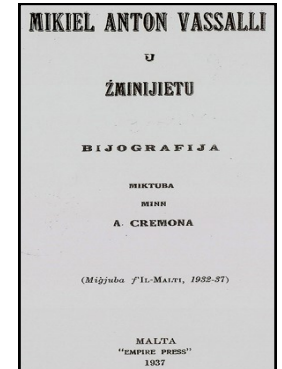 MIKIEL ANTON VASSALLI
U
ŻMINIJIETU
BIJOGRAFIJA
MIKTUBA
MINN
A. CREMONA
(Miġjuba f'IL-MALTI, 1932-37)
MALTA
"EMPIRE PRESS"
1937